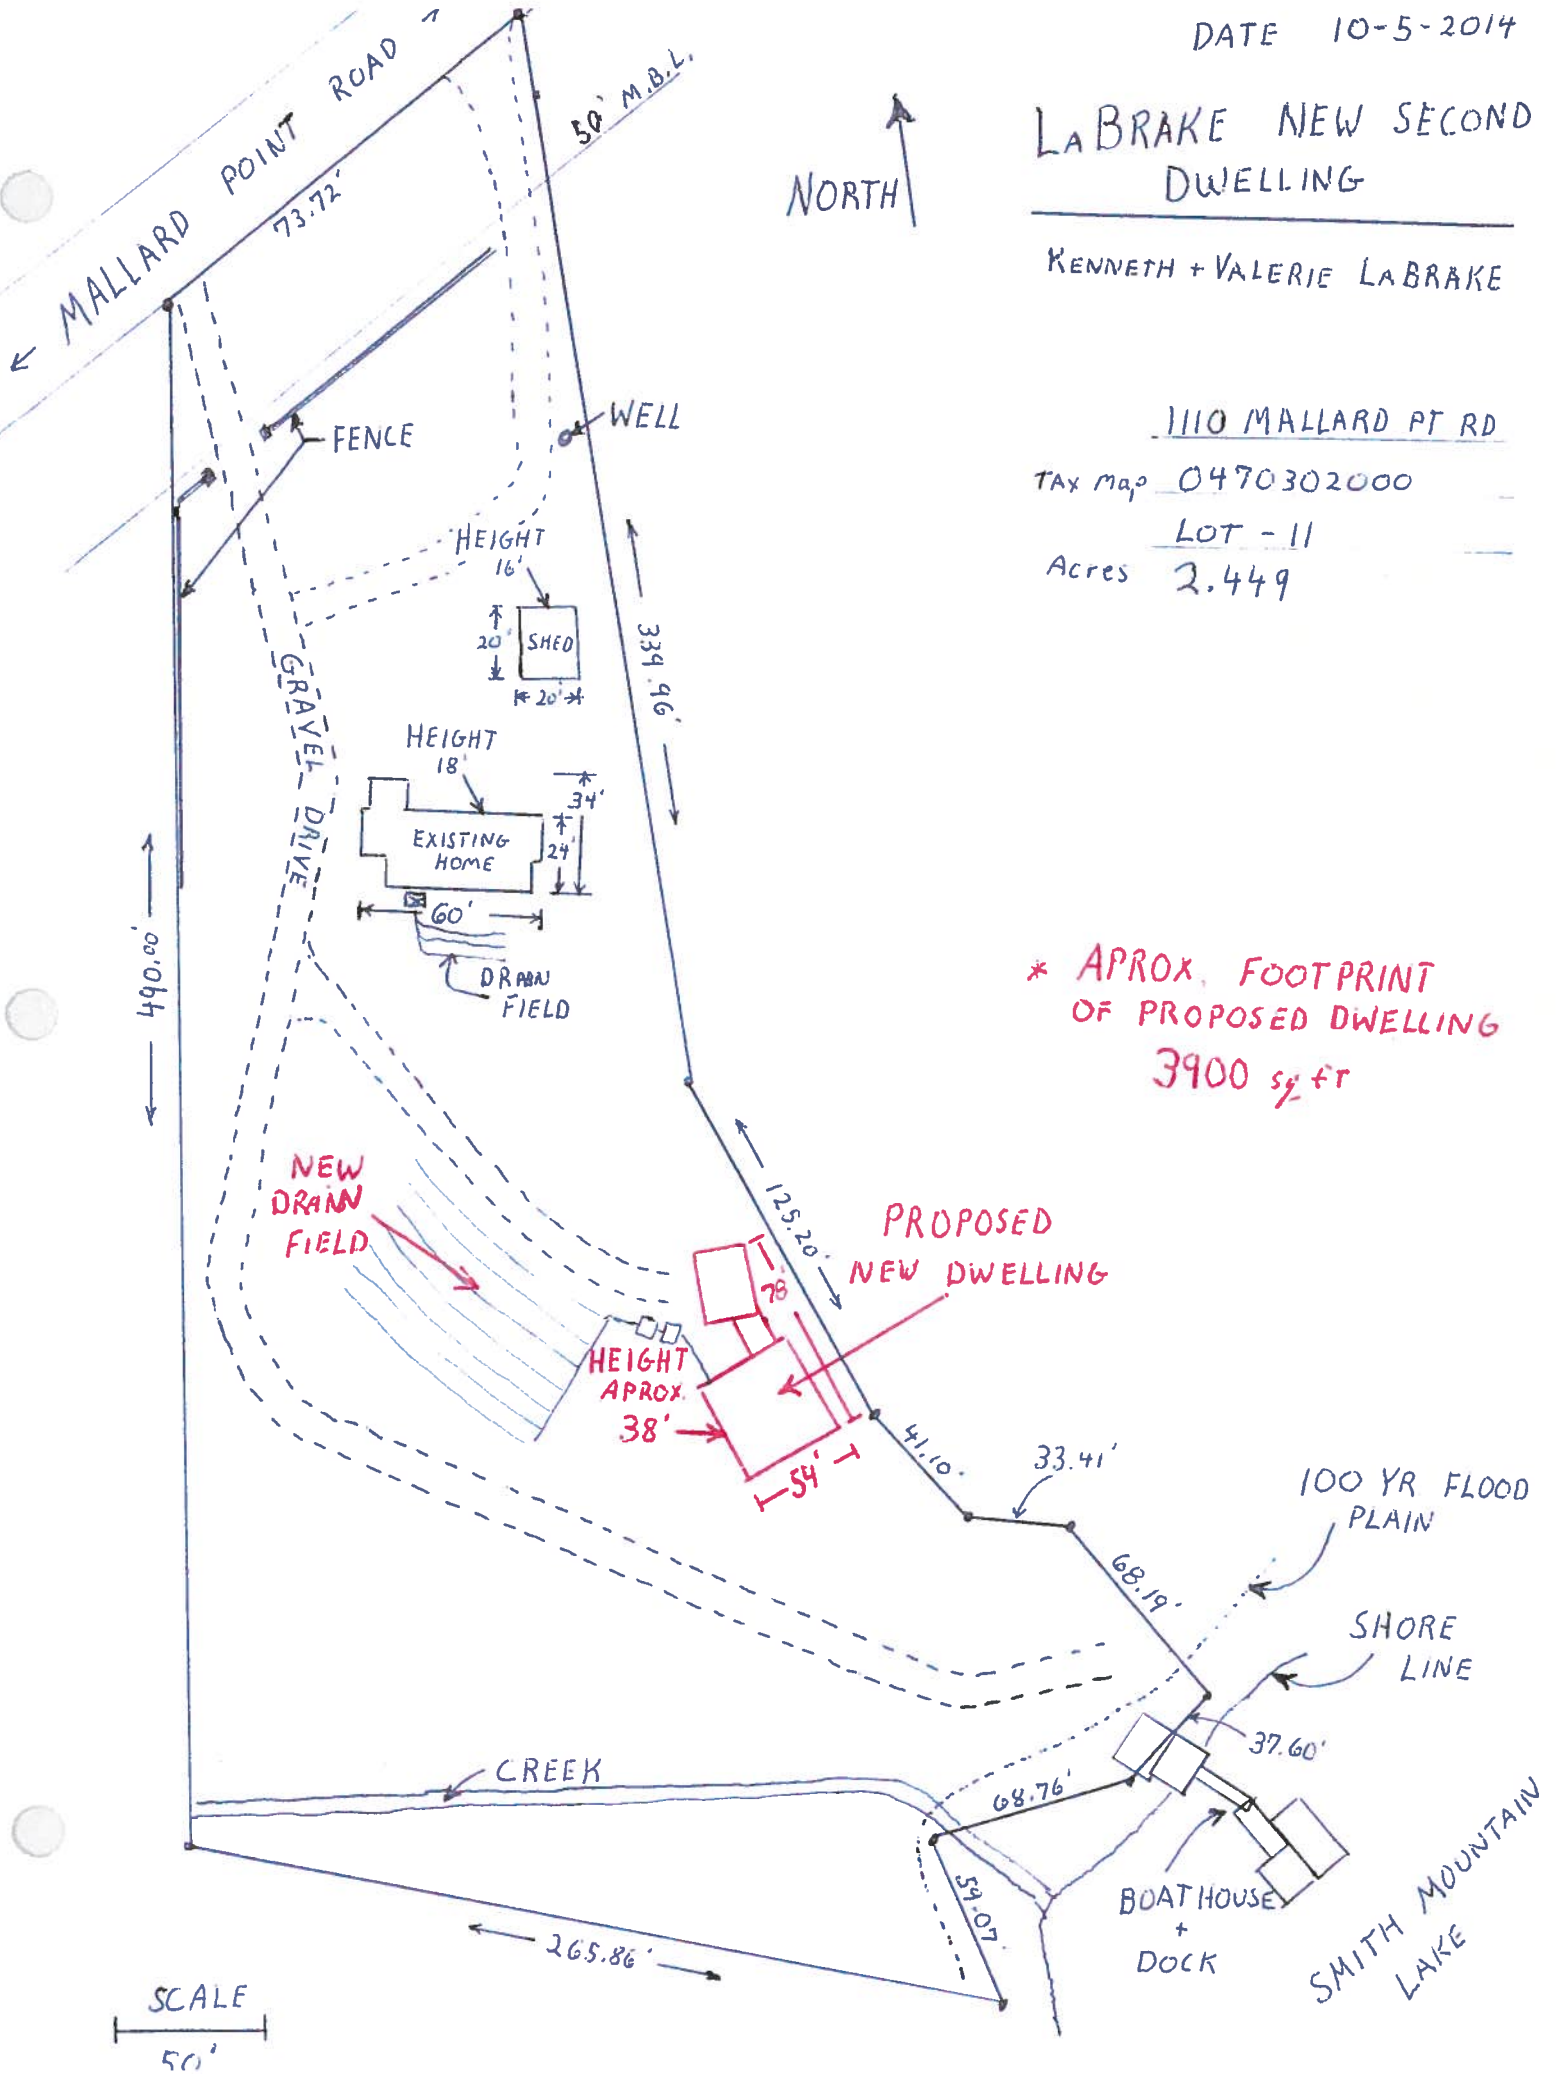 DATE 10-5-2014
LABRAKE NEW SECOND
DWELLING
KENNETH + VALERIE LABRAKE
NORTH
1110 MALLARD PT RD
TAX Map 0470302000
LOT - 11
Acres 2.449
MALLARD POINT ROAD
73.72'
50' M.B.L.
FENCE
WELL
HEIGHT
16'
20'
SHED
20'
339.96'
GRAVEL DRIVE
HEIGHT
18'
34'
EXISTING
HOME
24'
60'
DRAIN
FIELD
490.00'
* APROX. FOOTPRINT
OF PROPOSED DWELLING
3900 sq ft
NEW
DRAIN
FIELD
125.20'
PROPOSED
NEW DWELLING
78'
HEIGHT
APROX.
38'
54'
41.10'
33.41'
100 YR FLOOD
PLAIN
68.19'
SHORE
LINE
37.60'
CREEK
68.76'
59.07'
BOATHOUSE
+
DOCK
SMITH MOUNTAIN
LAKE
265.86'
SCALE
50'